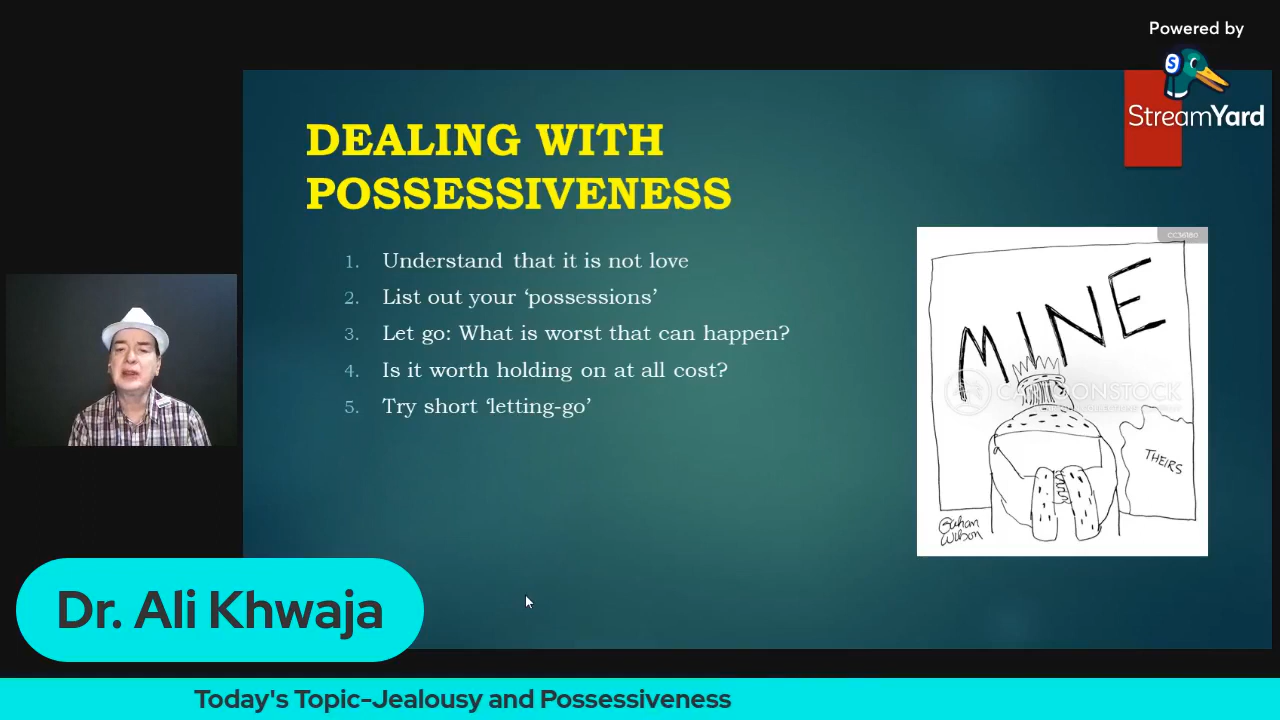 Powered by
S
StreamYard
DEALING WITH
POSSESSIVENESS
1. Understand that it is not love
2. List out your ‘possessions’
3. Let go: What is worst that can happen?
4. Is it worth holding on at all cost?
5. Try short ‘letting-go’
MINE
CARTOONSTOCK
THEIRS
Gahan
Wilson
Dr. Ali Khwaja
Today's Topic-Jealousy and Possessiveness